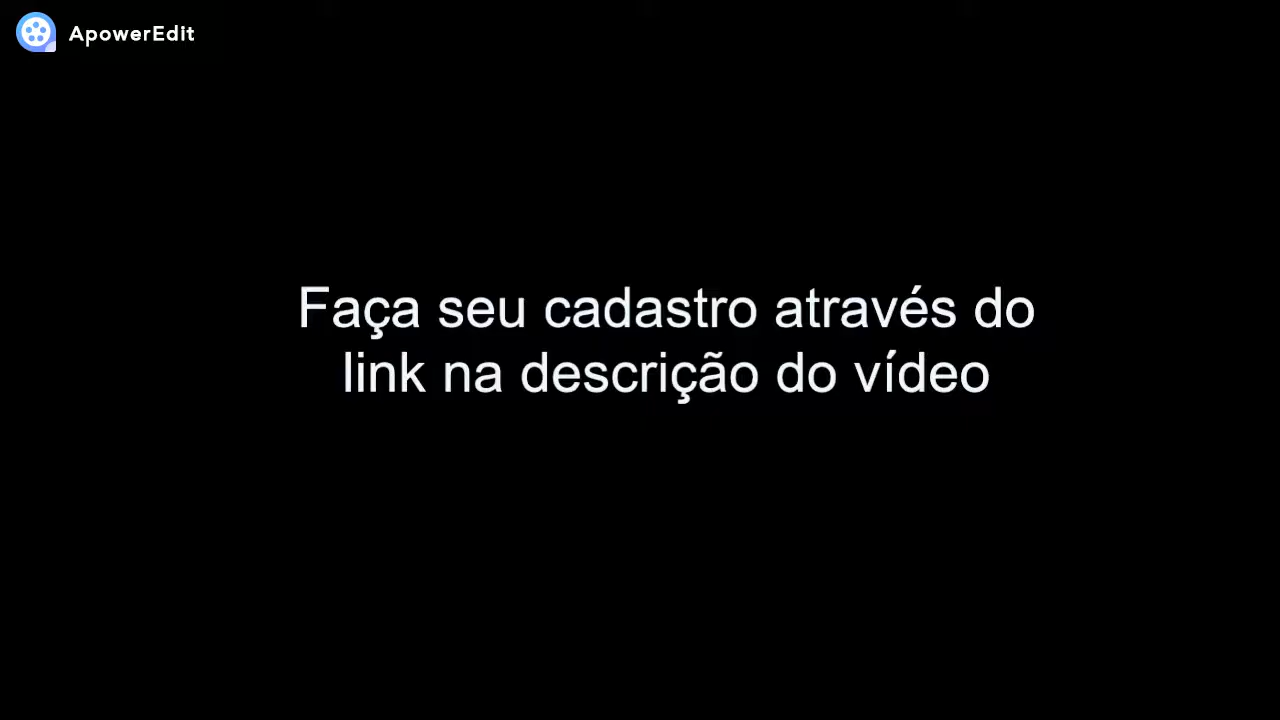 ApowerEdit
Faça seu cadastro através do
link na descrição do vídeo